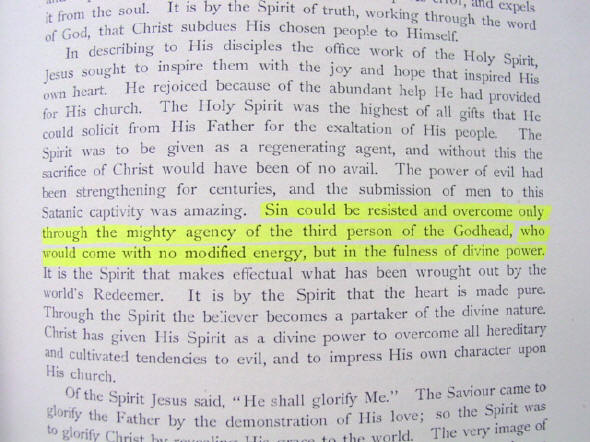 error, and expels
it from the soul. It is by the Spirit of truth, working through the word
of God, that Christ subdues His chosen people to Himself.
In describing to His disciples the office work of the Holy Spirit,
Jesus sought to inspire them with the joy and hope that inspired His
own heart. He rejoiced because of the abundant help He had provided
for His church. The Holy Spirit was the highest of all gifts that He
could solicit from His Father for the exaltation of His people. The
Spirit was to be given as a regenerating agent, and without this the
sacrifice of Christ would have been of no avail. The power of evil had
been strengthening for centuries, and the submission of men to this
Satanic captivity was amazing. Sin could be resisted and overcome only
through the mighty agency of the third person of the Godhead, who
would come with no modified energy, but in the fulness of divine power.
It is the Spirit that makes effectual what has been wrought out by the
world's Redeemer. It is by the Spirit that the heart is made pure.
Through the Spirit the believer becomes a partaker of the divine nature.
Christ has given His Spirit as a divine power to overcome all hereditary
and cultivated tendencies to evil, and to impress His own character upon
His church.
Of the Spirit Jesus said, "He shall glorify Me." The Saviour came to
glorify the Father by the demonstration of His love; so the Spirit was
to glorify Christ by revealing His grace to the world. The very image of